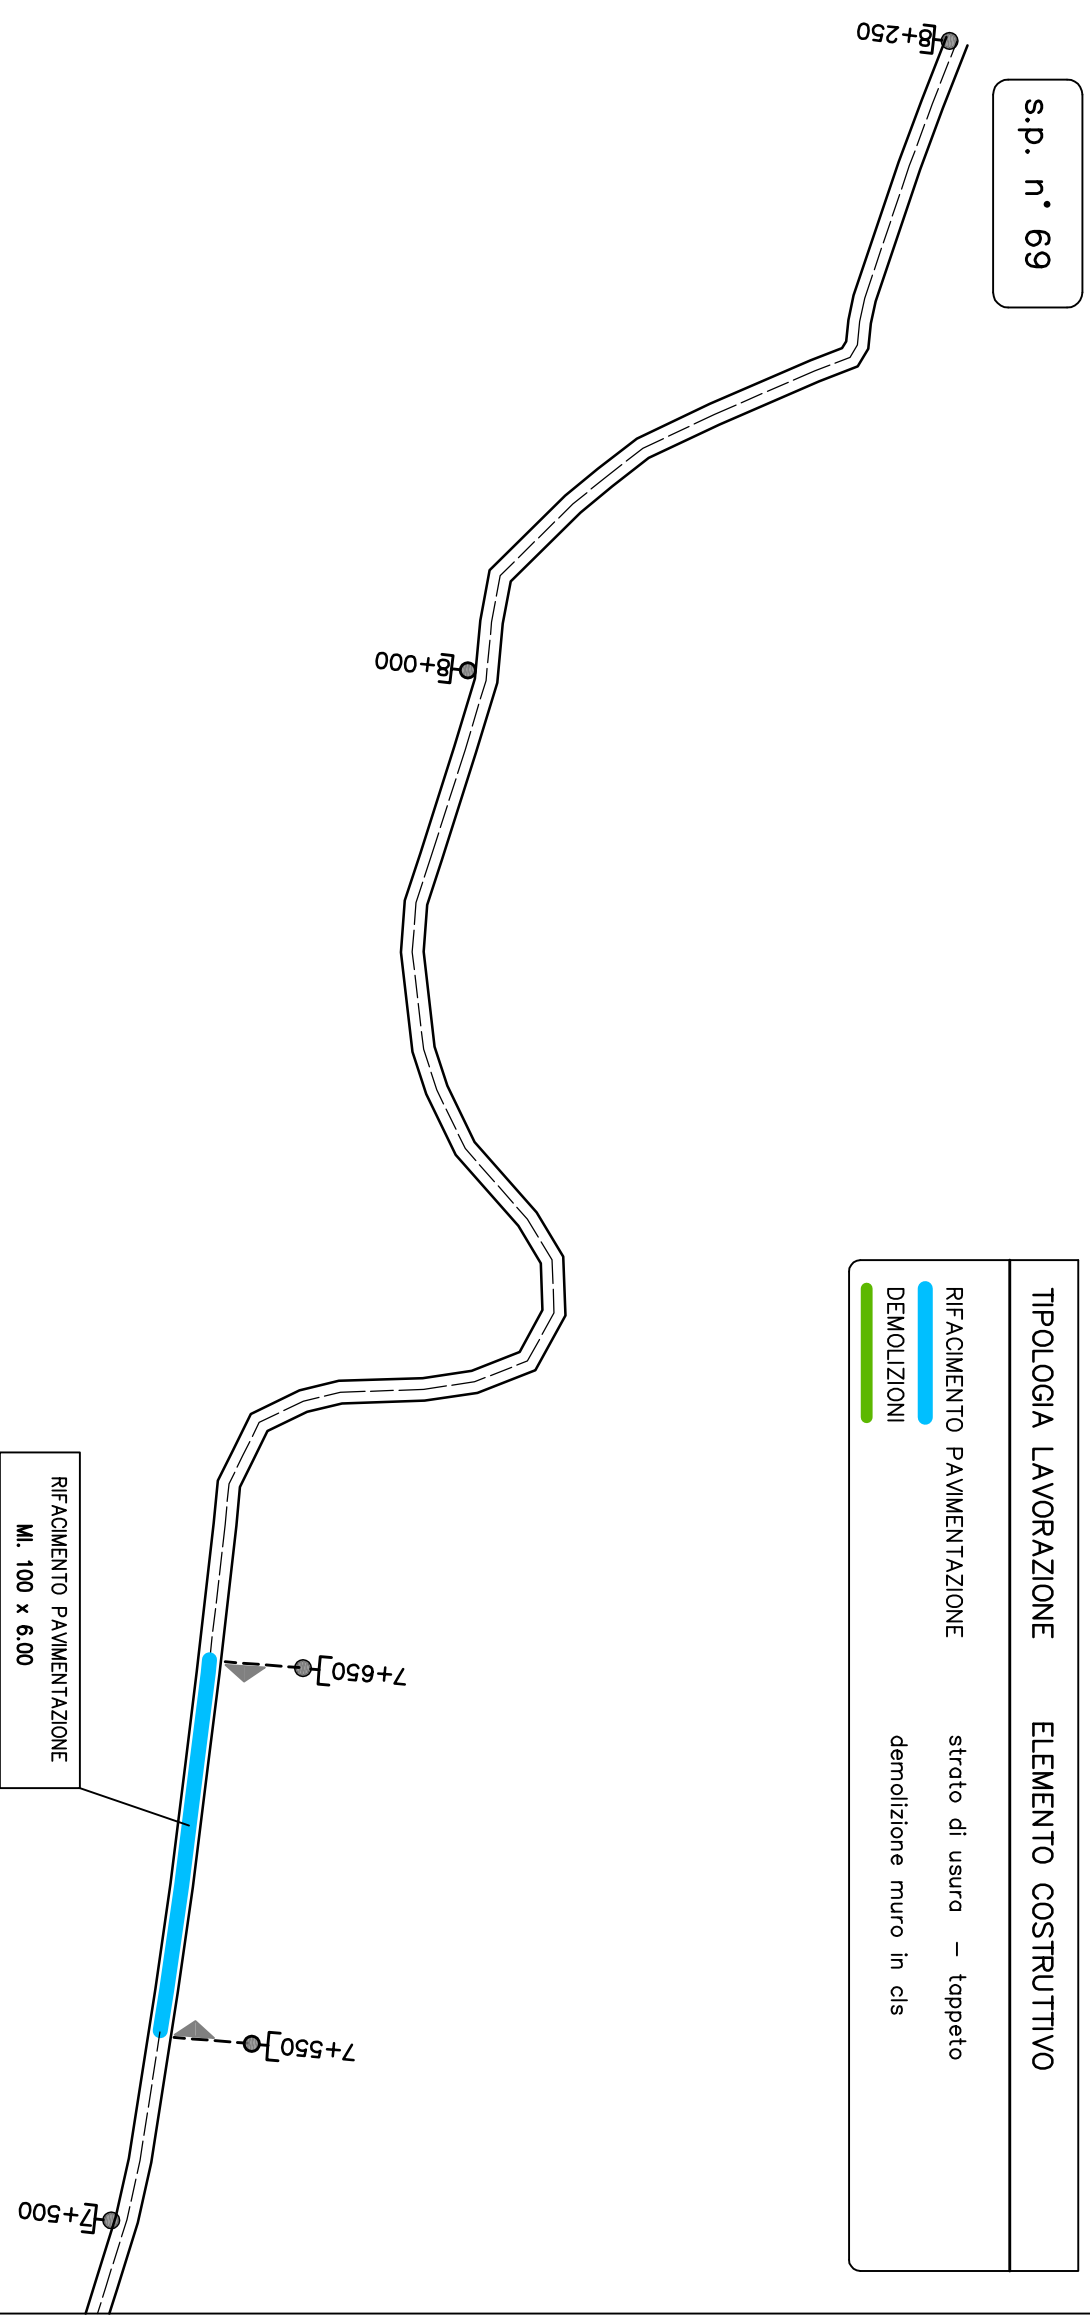 s.p. n° 69
8+250
8+000
TIPOLOGIA LAVORAZIONE ELEMENTO COSTRUTTIVO
RIFACIMENTO PAVIMENTAZIONE strato di usura – tappeto
DEMOLIZIONI demolizione muro in cls
7+650
7+550
7+500
RIFACIMENTO PAVIMENTAZIONE
Ml. 100 x 6.00